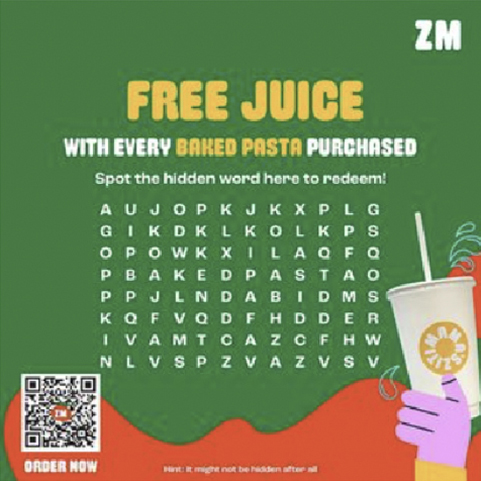 ZM
FREE JUICE
WITH EVERY BAKED PASTA PURCHASED
Spot the hidden word here to redeem!
A U J O P K J K X P L G
G I K D K L K O L K P S
O P O W K X I L A Q F Q
P B A K E D P A S T A O
P P J L N D A B I D M S
K Q F V Q D F H D D E R
I V A M T C A Z C F H W
N L V S P Z V A Z V S V
ZM
ORDER NOW
Hint: It might not be hidden after all